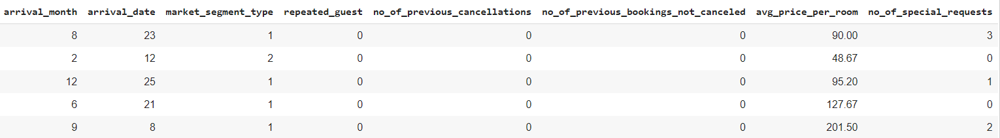 arrival_month arrival_date market_segment_type repeated_guest no_of_previous_cancellations no_of_previous_bookings_not_canceled avg_price_per_room no_of_special_requests
8 23 1 0 0 0 90.00 3
2 12 2 0 0 0 48.67 0
12 25 1 0 0 0 95.20 1
6 21 1 0 0 0 127.67 0
9 8 1 0 0 0 201.50 2